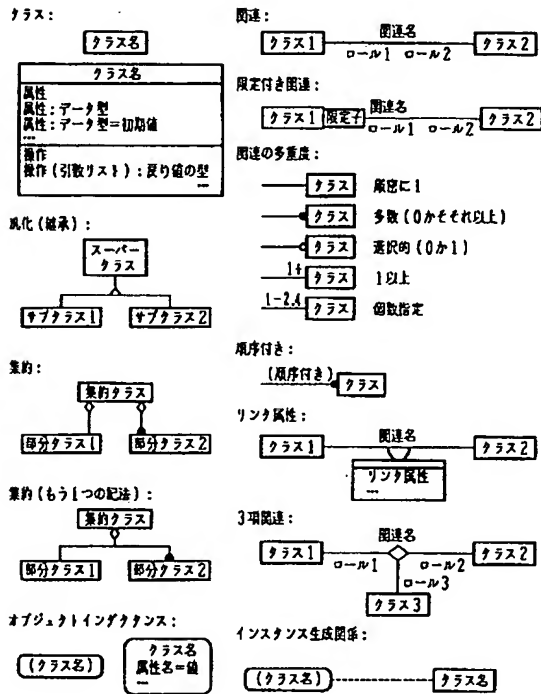 クラス：
クラス名
クラス名
属性
属性：データ型
属性：データ型＝初期値
…
操作
操作（引数リスト）：戻り値の型
…
汎化（継承）：
スーパー
クラス
サブクラス1
サブクラス2
集約：
集約クラス
部分クラス1
部分クラス2
集約（もう1つの記法）：
集約クラス
部分クラス1
部分クラス2
オブジェクトインダクタンス：
（クラス名）
クラス名
属性名＝値
…
関連：
クラス1
関連名
ロール1 ロール2
クラス2
限定付き関連：
クラス1
限定子
関連名
ロール1 ロール2
クラス2
関連の多重度：
クラス 厳密に1
クラス 多数（0かそそれ以上）
クラス 選択的（0か1）
1+ クラス 1以上
1-2,4 クラス 個数指定
順序付き：
（順序付き）
クラス
リンク属性：
クラス1
関連名
クラス2
リンク属性
…
3項関連：
関連名
クラス1
ロール1
ロール2
クラス2
ロール3
クラス3
インスタンス生成関係：
（クラス名）
クラス名